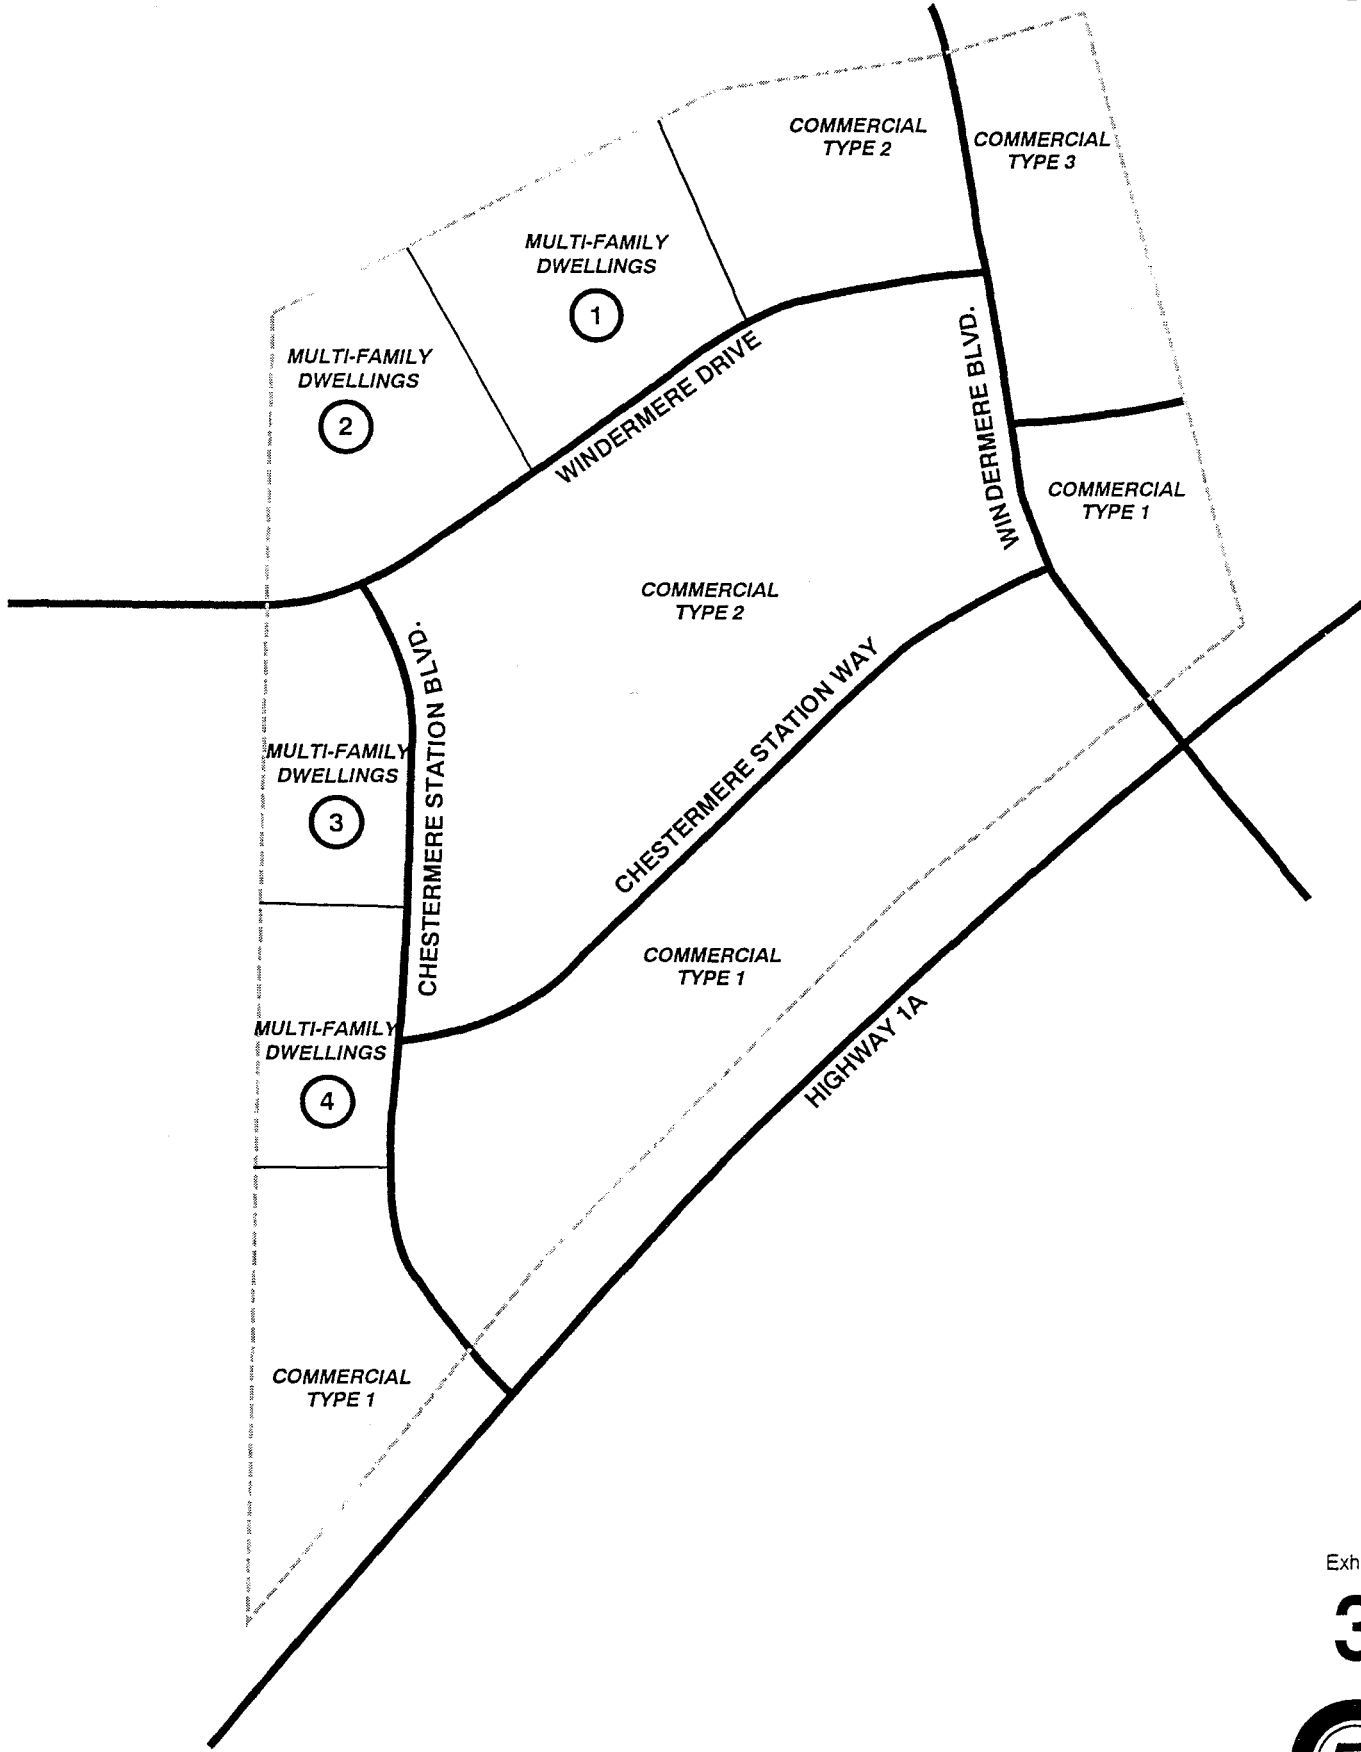 COMMERCIAL
TYPE 2
COMMERCIAL
TYPE 3
MULTI-FAMILY
DWELLINGS
1
MULTI-FAMILY
DWELLINGS
2
WINDERMERE DRIVE
WINDERMERE BLVD.
COMMERCIAL
TYPE 1
COMMERCIAL
TYPE 2
CHESTERMERE STATION BLVD.
CHESTERMERE STATION WAY
MULTI-FAMILY
DWELLINGS
3
COMMERCIAL
TYPE 1
HIGHWAY 1A
MULTI-FAMILY
DWELLINGS
4
COMMERCIAL
TYPE 1
Exh
3